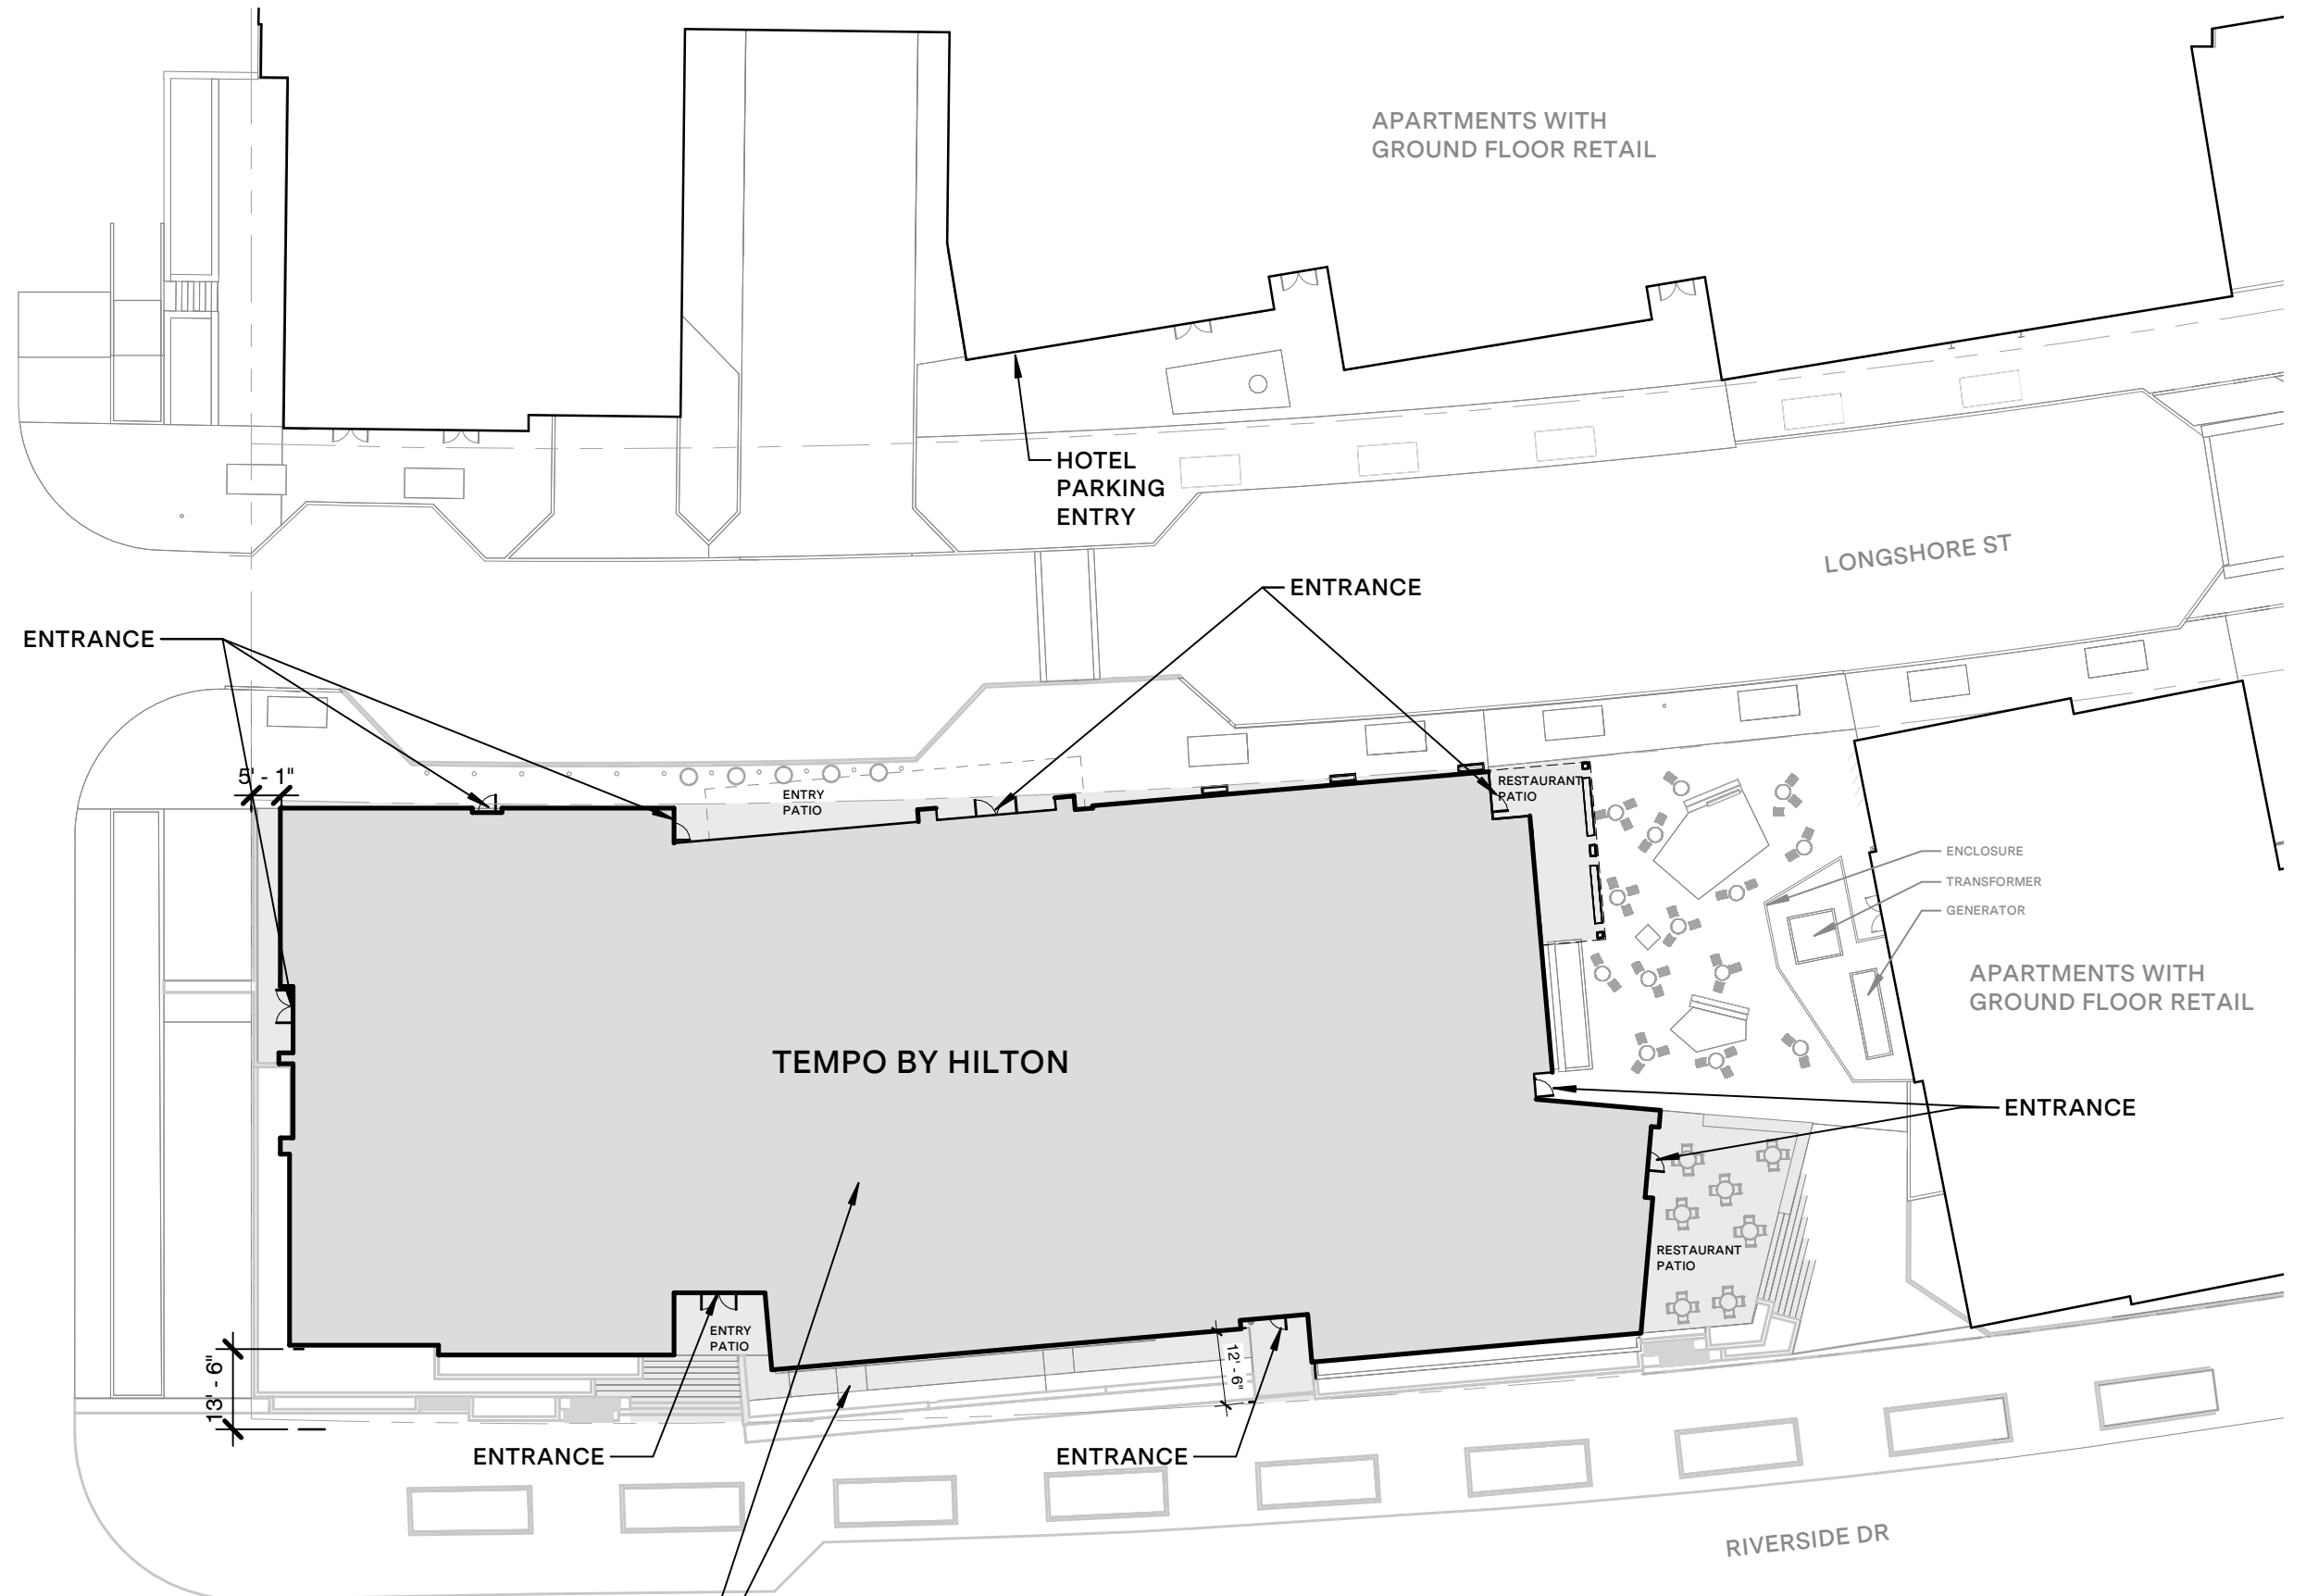 APARTMENTS WITH
GROUND FLOOR RETAIL
HOTEL
PARKING
ENTRY
LONGSHORE ST
ENTRANCE
ENTRANCE
5' - 1"
ENTRY
PATIO
RESTAURANT
PATIO
ENCLOSURE
TRANSFORMER
GENERATOR
APARTMENTS WITH
GROUND FLOOR RETAIL
TEMPO BY HILTON
ENTRANCE
RESTAURANT
PATIO
ENTRY
PATIO
13' - 6"
12' - 6"
ENTRANCE
ENTRANCE
RIVERSIDE DR